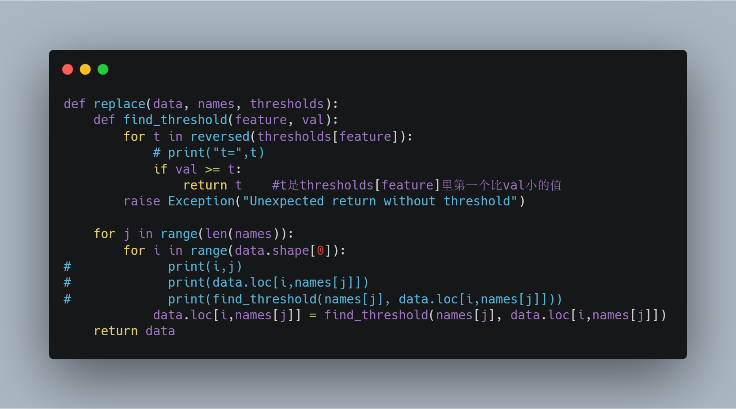 def replace(data, names, thresholds):
    def find_threshold(feature, val):
        for t in reversed(thresholds[feature]):
            # print("t=",t)
            if val >= t:
                return t    #t是thresholds[feature]里第一个比val小的值
        raise Exception("Unexpected return without threshold")
    for j in range(len(names)):
        for i in range(data.shape[0]):
#             print(i,j)
#             print(data.loc[i,names[j]])
#             print(find_threshold(names[j], data.loc[i,names[j]]))
            data.loc[i,names[j]] = find_threshold(names[j], data.loc[i,names[j]])
    return data